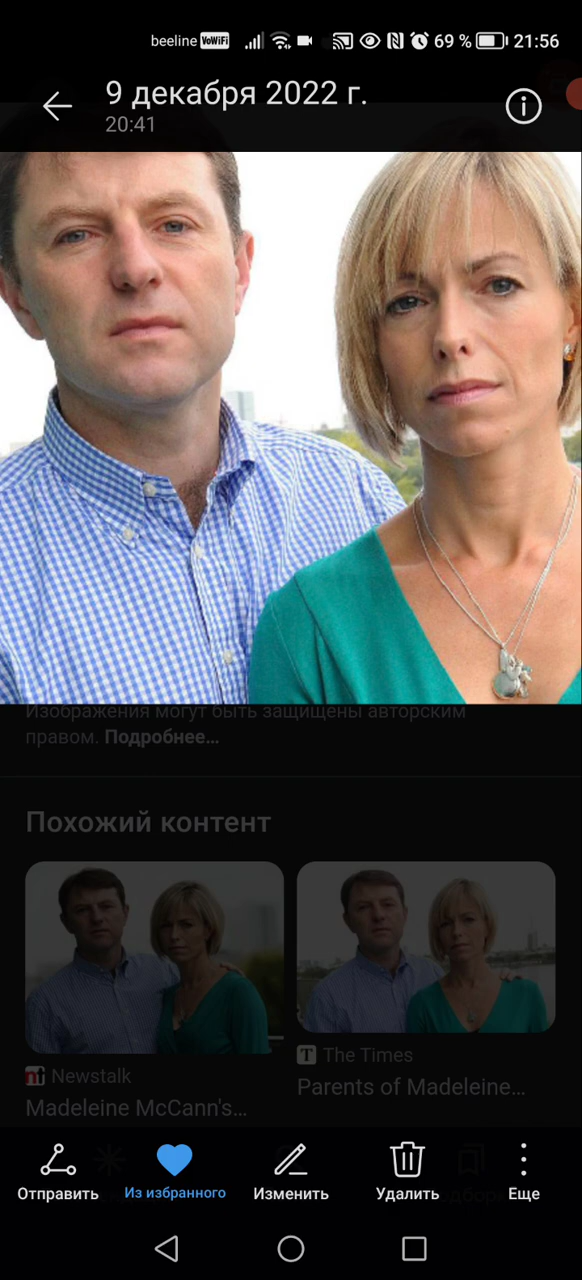 beeline VoWiFi 69 % 21:56
9 декабря 2022 г.
20:41
Изображения могут быть защищены авторским
правом. Подробнее...
Похожий контент
Newstalk
Madeleine McCann's...
T The Times
Parents of Madeleine...
Отправить Из избранного Изменить Удалить Еще